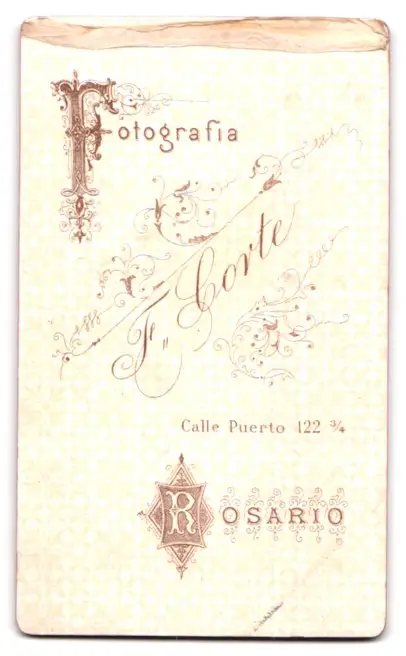 Fotografia
F. Corte
Calle Puerto 122 ¾
ROSARIO